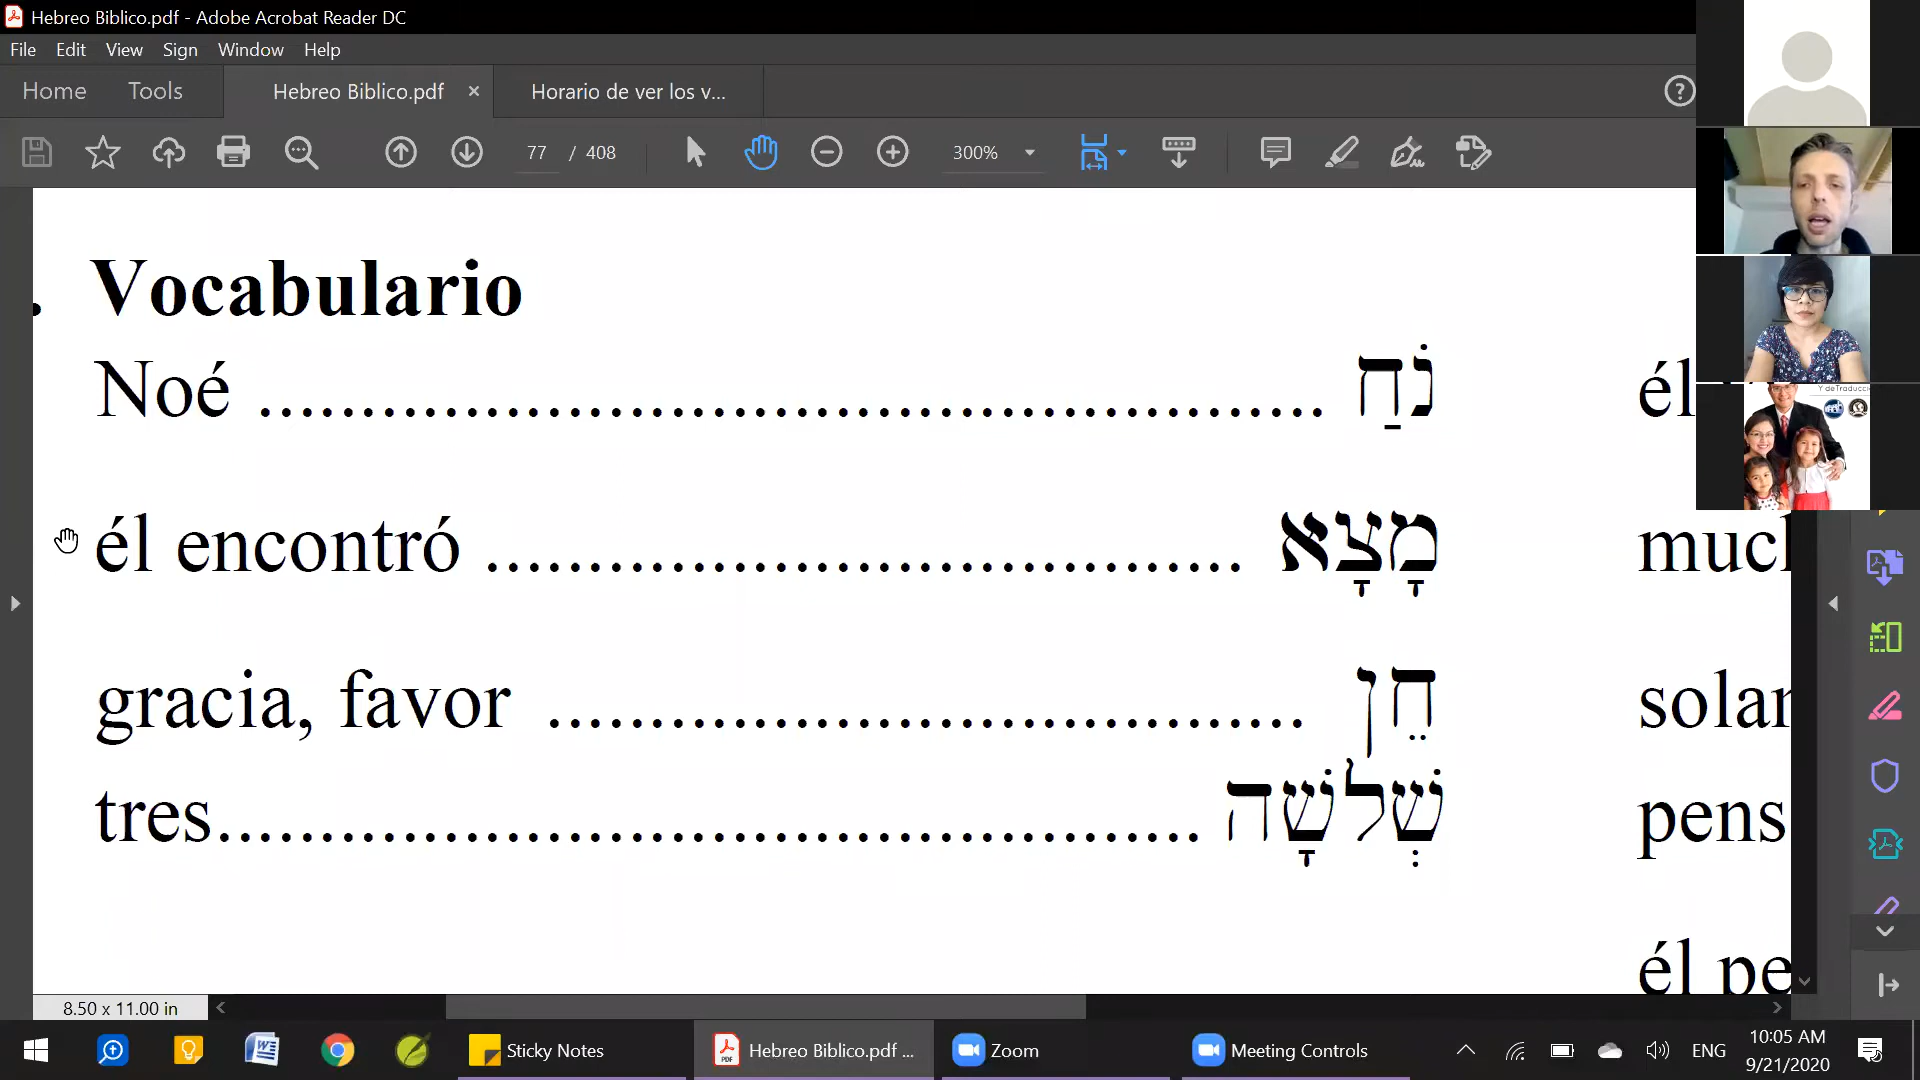 Hebreo Biblico.pdf - Adobe Acrobat Reader DC
File Edit View Sign Window Help
Home Tools Hebreo Biblico.pdf × Horario de ver los v...
77 / 408 300%
Y de Traducci
. Vocabulario
Noé .................................................... נֹחַ él
él encontró ..................................... מָצָא mucl
gracia, favor ..................................... חֵן solar
tres................................................ שְׁלֹשָׁה pens
él pe
8.50 x 11.00 in
Sticky Notes Hebreo Biblico.pdf ... Zoom Meeting Controls ENG 10:05 AM
9/21/2020